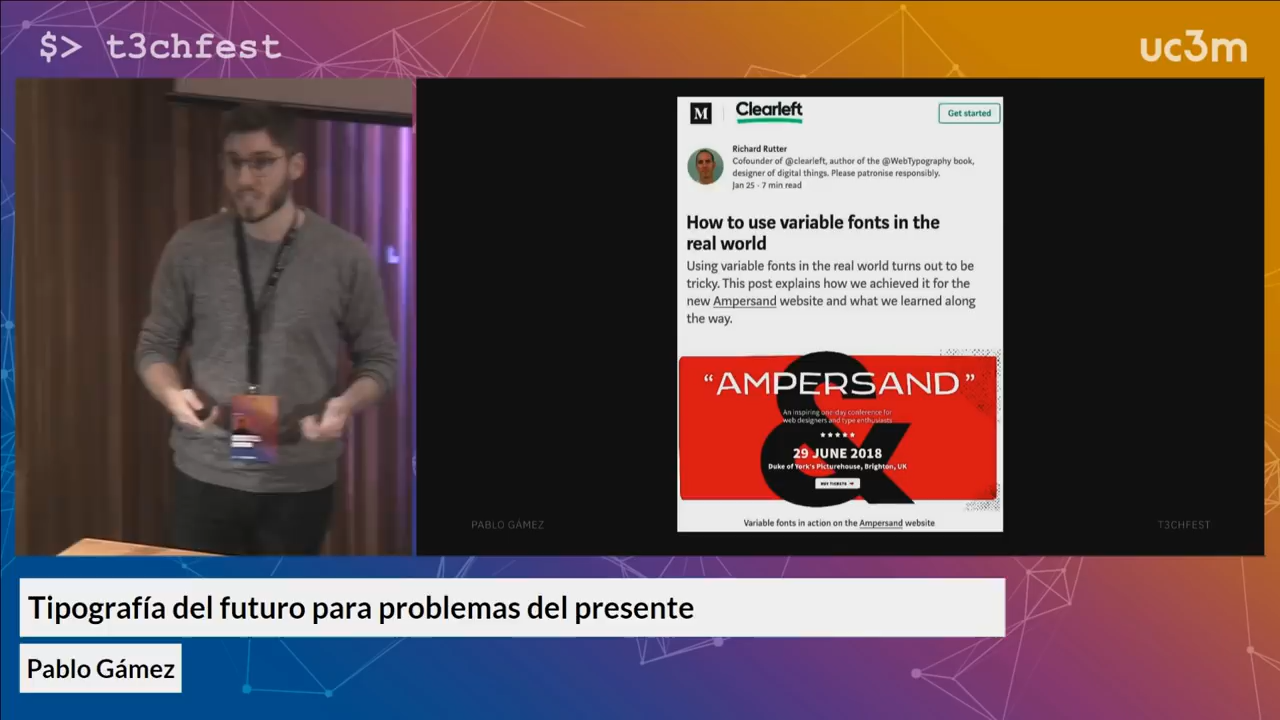 $> t3chfest
uc3m
M
Clearleft
Get started
Richard Rutter
Cofounder of @clearleft, author of the @WebTypography book,
designer of digital things. Please patronise responsibly.
Jan 25 · 7 min read
How to use variable fonts in the
real world
Using variable fonts in the real world turns out to be
tricky. This post explains how we achieved it for the
new Ampersand website and what we learned along
the way.
“AMPERSAND”
&
An inspiring one-day conference for
web designers and type enthusiasts
29 JUNE 2018
Duke of York's Picturehouse, Brighton, UK
BUY TICKETS →
Variable fonts in action on the Ampersand website
PABLO GÁMEZ
T3CHFEST
Tipografía del futuro para problemas del presente
Pablo Gámez